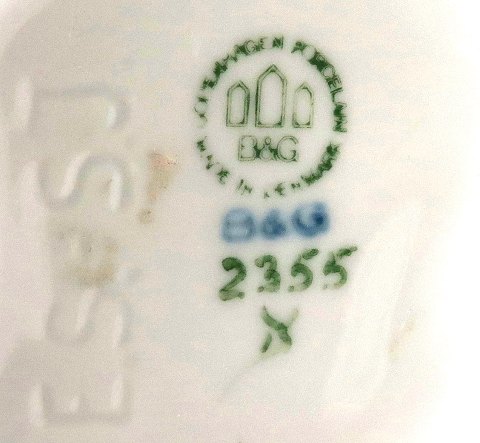 COPENHAGEN PORCELAIN
B&G
MADE IN DENMARK
B&G
2355
X